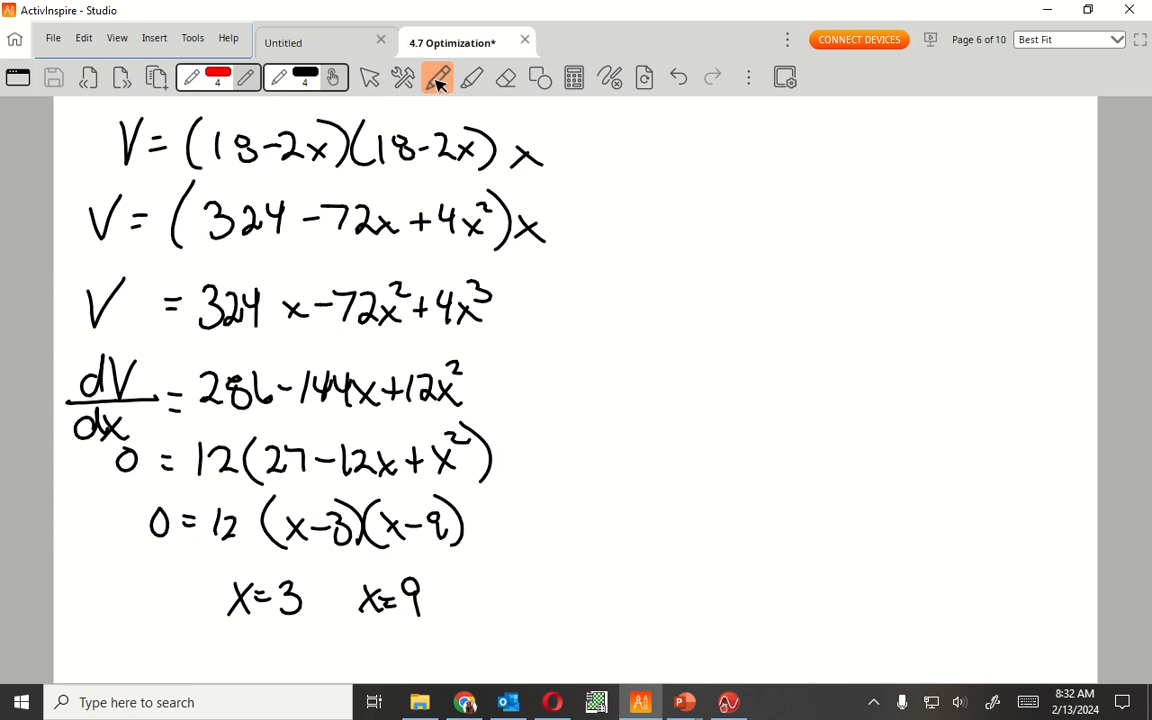 ActivInspire - Studio
File Edit View Insert Tools Help
Untitled
4.7 Optimization*
CONNECT DEVICES
Page 6 of 10
Best Fit
4
4
V = (18-2x)(18-2x) x
V = (324 - 72x + 4x²)x
V = 324 x - 72x² + 4x³
dV/dx = 286 - 144x + 12x²
0 = 12(27 - 12x + x²)
0 = 12 (x-3)(x-9)
x = 3 x = 9
Type here to search
8:32 AM
2/13/2024